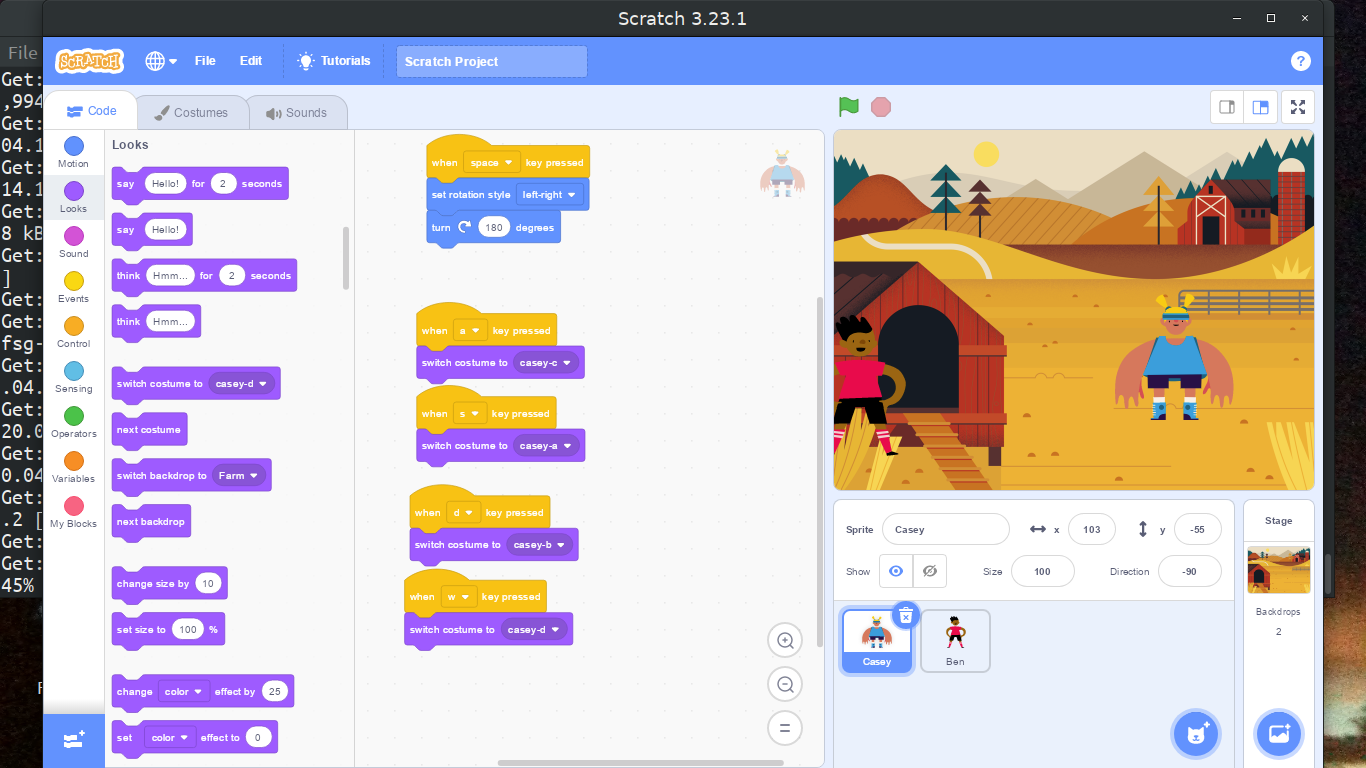 Scratch 3.23.1
File
Get:
,994
Get:
04.1
Get:
14.1
Get:
8 kB
Get:
]
Get:
Get:
fsg-
Get:
.04.
Get:
20.0
Get:
0.04
Get:
.2 [
Get:
Get:
45%
SCRATCH
File
Edit
Tutorials
Scratch Project
?
Code
Costumes
Sounds
Motion
Looks
Sound
Events
Control
Sensing
Operators
Variables
My Blocks
Looks
say Hello! for 2 seconds
say Hello!
think Hmm... for 2 seconds
think Hmm...
switch costume to casey-d
next costume
switch backdrop to Farm
next backdrop
change size by 10
set size to 100 %
change color effect by 25
set color effect to 0
when space key pressed
set rotation style left-right
turn 180 degrees
when a key pressed
switch costume to casey-c
when s key pressed
switch costume to casey-a
when d key pressed
switch costume to casey-b
when w key pressed
switch costume to casey-d
Sprite Casey x 103 y -55
Show Size 100 Direction -90
Casey
Ben
Stage
Backdrops
2